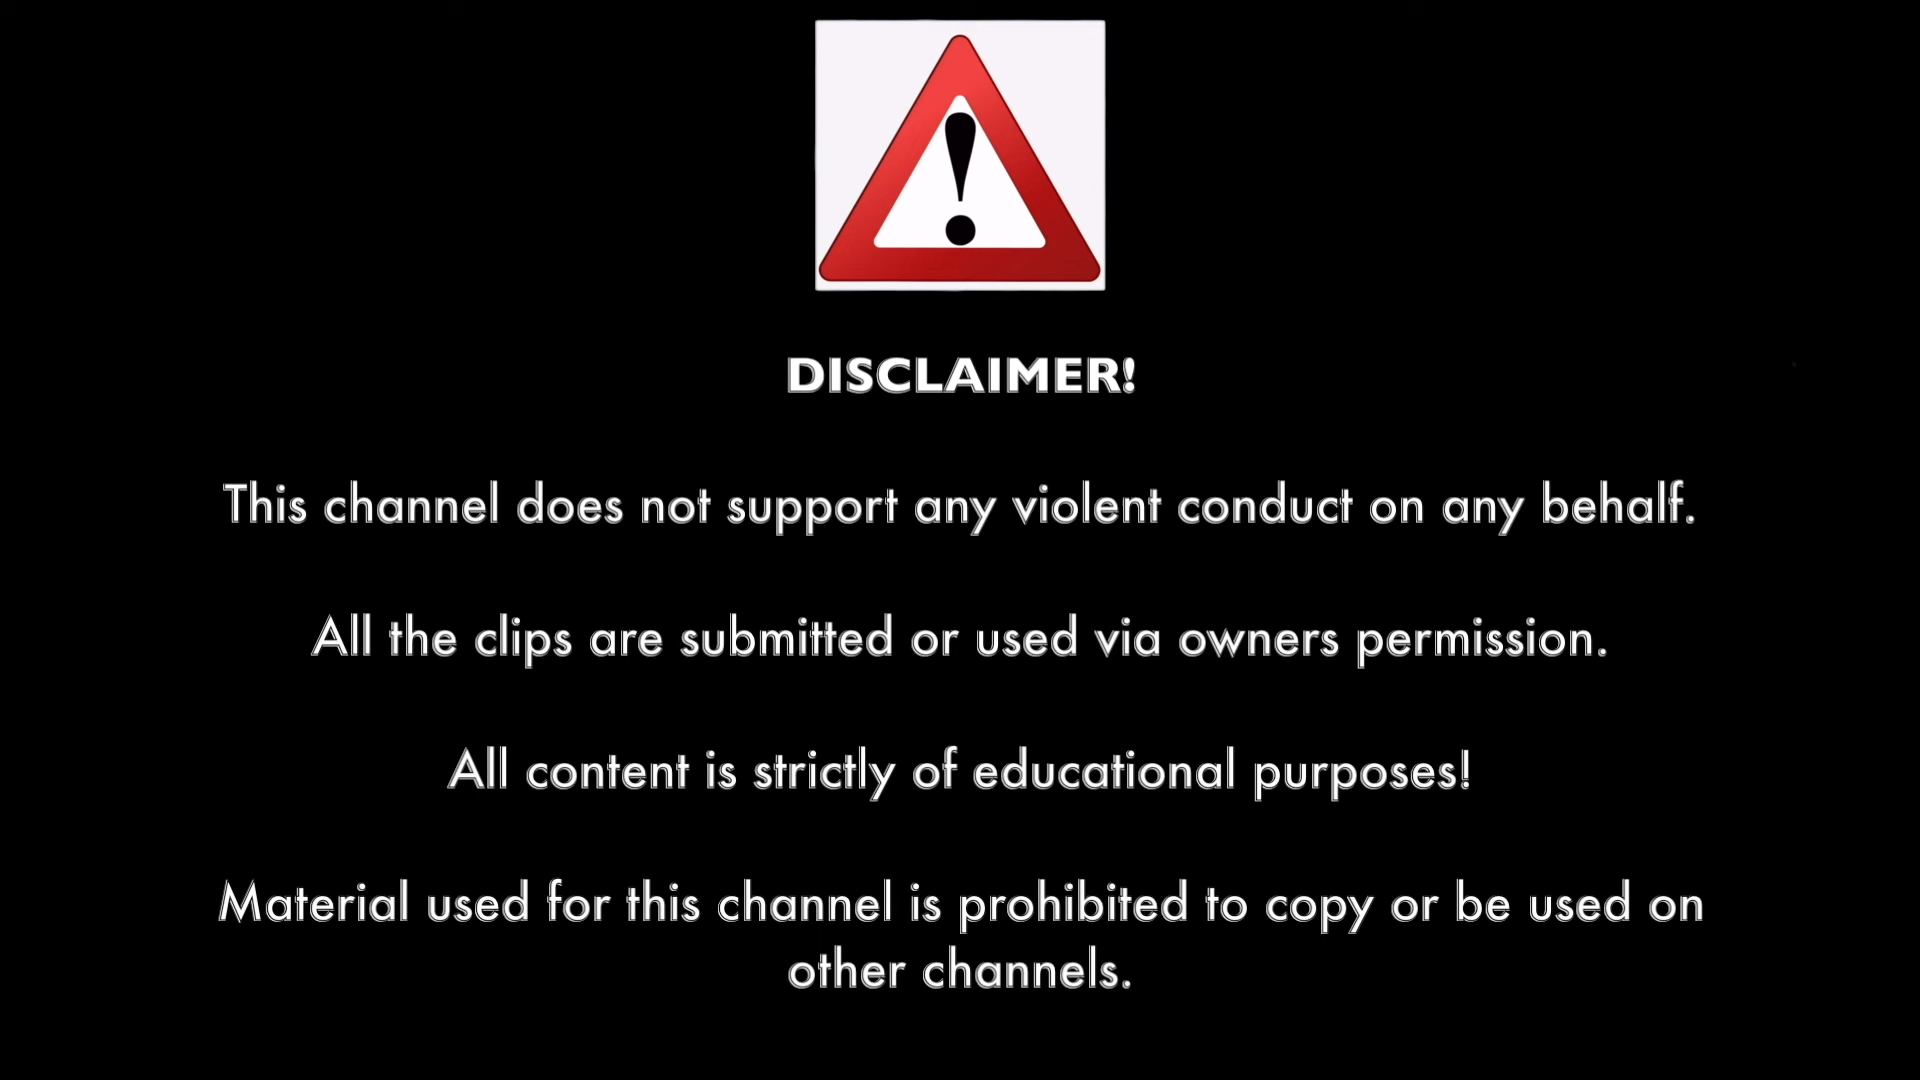 DISCLAIMER!
This channel does not support any violent conduct on any behalf.
All the clips are submitted or used via owners permission.
All content is strictly of educational purposes!
Material used for this channel is prohibited to copy or be used on
other channels.